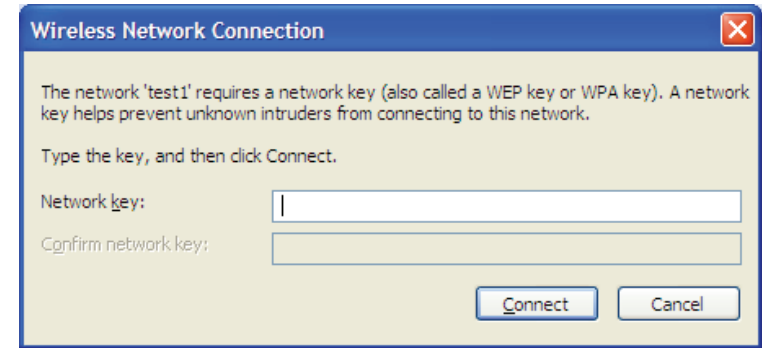 Wireless Network Connection
The network 'test1' requires a network key (also called a WEP key or WPA key). A network
key helps prevent unknown intruders from connecting to this network.
Type the key, and then click Connect.
Network key:
Confirm network key:
Connect Cancel